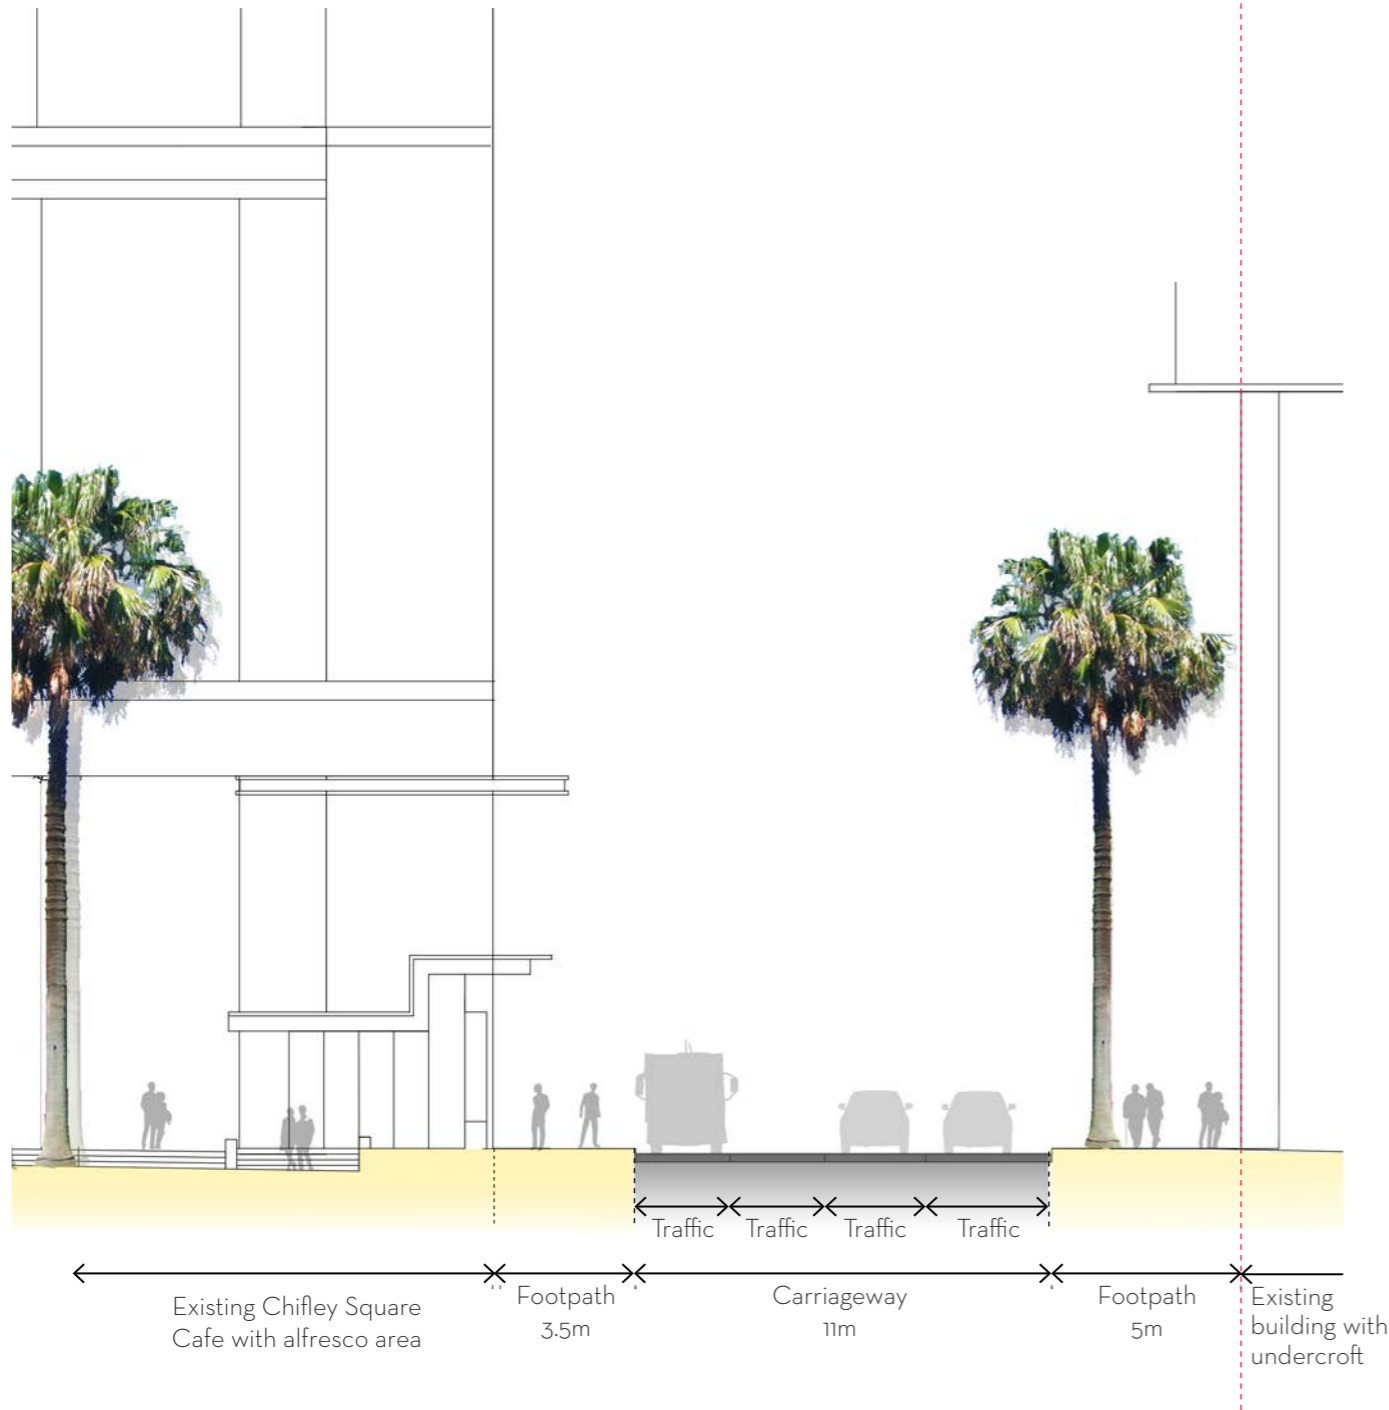 Traffic
Traffic
Traffic
Traffic
Existing Chifley Square
Cafe with alfresco area
Footpath
3.5m
Carriageway
11m
Footpath
5m
Existing
building with
undercroft